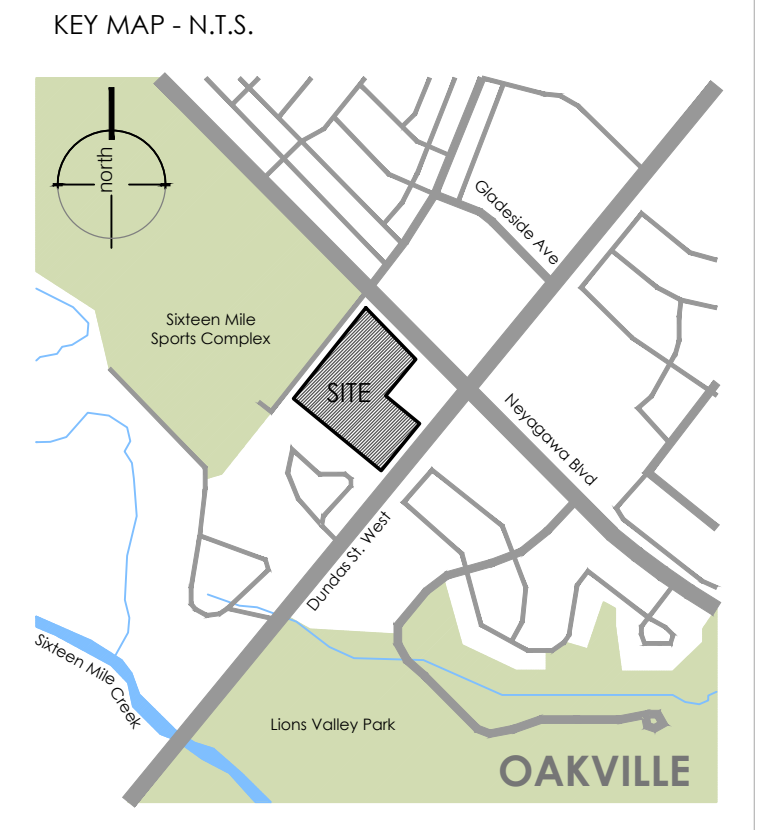 KEY MAP - N.T.S.
north
Gladeside Ave
Sixteen Mile
Sports Complex
SITE
Neyagawa Blvd
Dundas St. West
Sixteen Mile Creek
Lions Valley Park
OAKVILLE